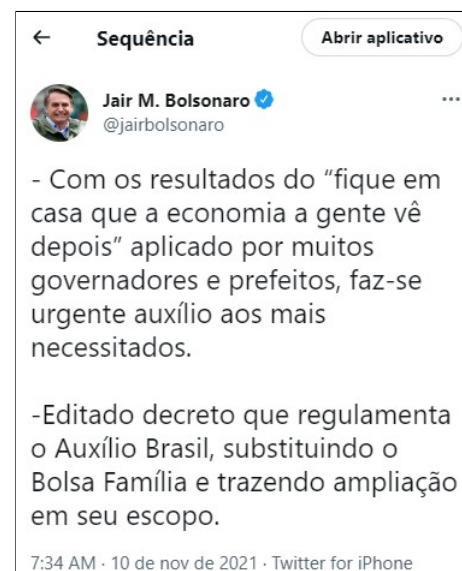 ← Sequência Abrir aplicativo
Jair M. Bolsonaro
@jairbolsonaro
- Com os resultados do “fique em
casa que a economia a gente vê
depois” aplicado por muitos
governadores e prefeitos, faz-se
urgente auxílio aos mais
necessitados.
-Editado decreto que regulamenta
o Auxílio Brasil, substituindo o
Bolsa Família e trazendo ampliação
em seu escopo.
7:34 AM · 10 de nov de 2021 · Twitter for iPhone